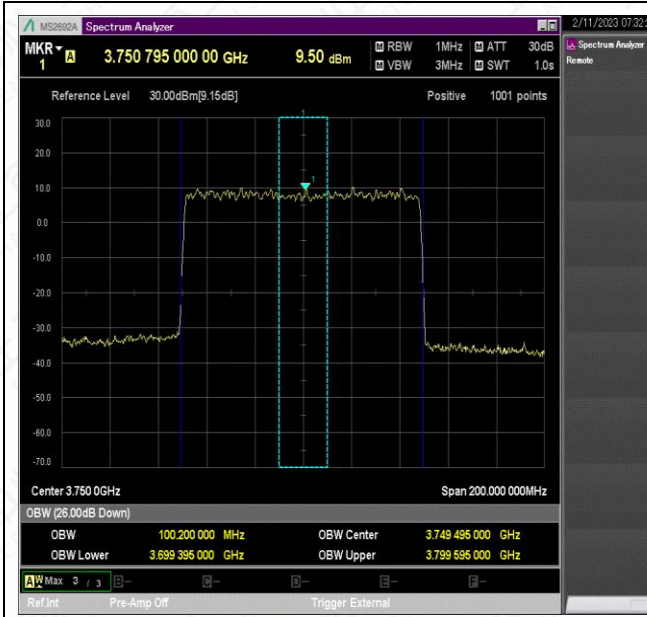 MS2692A Spectrum Analyzer
2/11/2023 07:32:
MKR 1 A 3.750 795 000 00 GHz 9.50 dBm
M RBW 1MHz M ATT 30dB
M VBW 3MHz M SWT 1.0s
Spectrum Analyzer
Remote
Reference Level 30.00dBm[9.15dB] Positive 1001 points
30.0
20.0
10.0
1
0.0
-10.0
-20.0
-30.0
-40.0
-50.0
-60.0
-70.0
Center 3.750 0GHz Span 200.000 000MHz
OBW (26.00dB Down)
OBW 100.200 000 MHz OBW Center 3.749 495 000 GHz
OBW Lower 3.699 395 000 GHz OBW Upper 3.799 595 000 GHz
A W Max 3 / 3 B- C- D- E- F-
Ref.Int Pre-Amp Off Trigger External